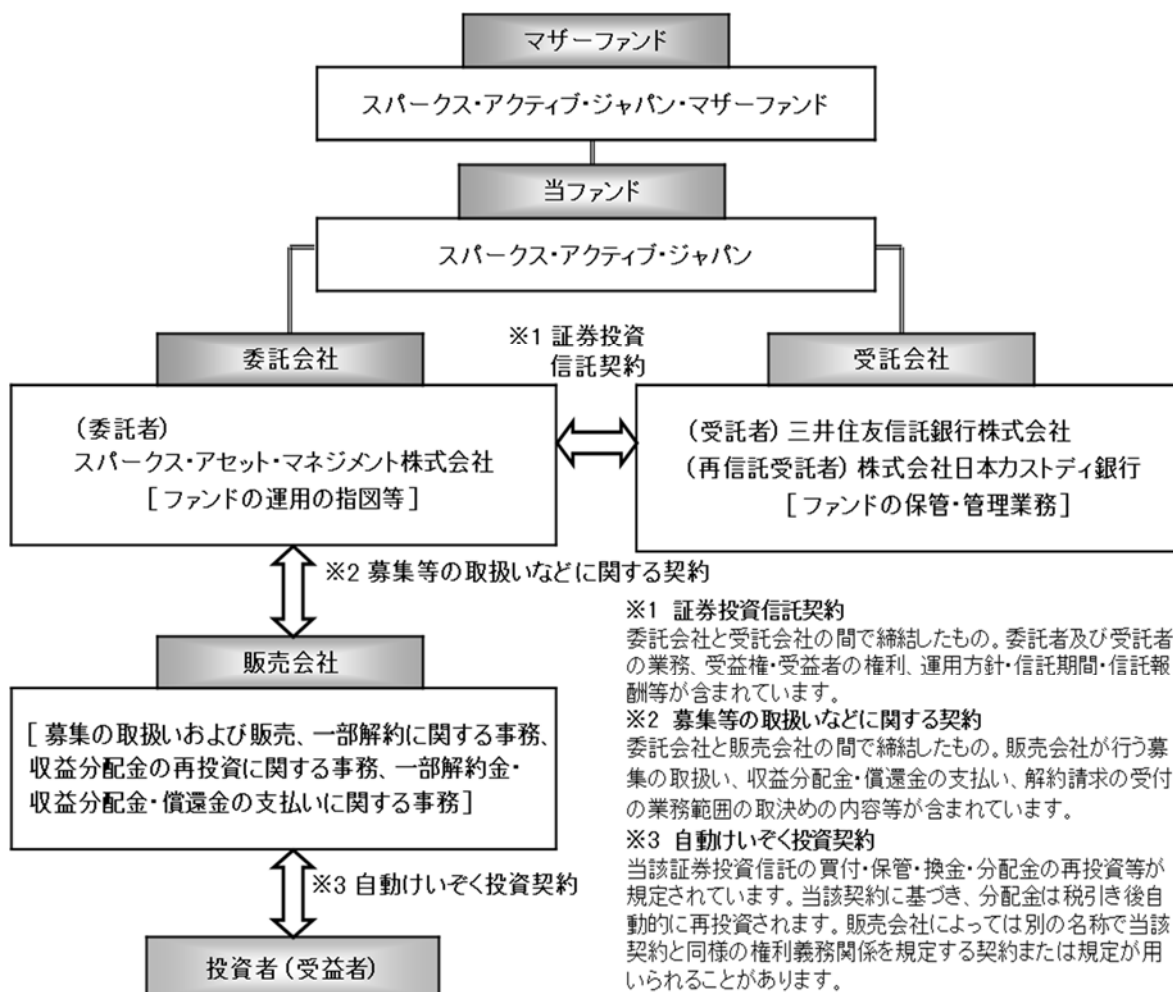 マザーファンド
スパークス・アクティブ・ジャパン・マザーファンド
当ファンド
スパークス・アクティブ・ジャパン
※1 証券投資
信託契約
委託会社
(委託者)
スパークス・アセット・マネジメント株式会社
[ファンドの運用の指図等]
受託会社
(受託者) 三井住友信託銀行株式会社
(再信託受託者) 株式会社日本カストディ銀行
[ファンドの保管・管理業務]
※2 募集等の取扱いなどに関する契約
販売会社
[ 募集の取扱いおよび販売、一部解約に関する事務、
収益分配金の再投資に関する事務、一部解約金・
収益分配金・償還金の支払いに関する事務]
※3 自動けいぞく投資契約
投資者(受益者)
※1 証券投資信託契約
委託会社と受託会社の間で締結したもの。委託者及び受託者
の業務、受益権・受益者の権利、運用方針・信託期間・信託報
酬等が含まれています。
※2 募集等の取扱いなどに関する契約
委託会社と販売会社の間で締結したもの。販売会社が行う募
集の取扱い、収益分配金・償還金の支払い、解約請求の受付
の業務範囲の取決めの内容等が含まれています。
※3 自動けいぞく投資契約
当該証券投資信託の買付・保管・換金・分配金の再投資等が
規定されています。当該契約に基づき、分配金は税引き後自
動的に再投資されます。販売会社によっては別の名称で当該
契約と同様の権利義務関係を規定する契約または規定が用
いられることがあります。